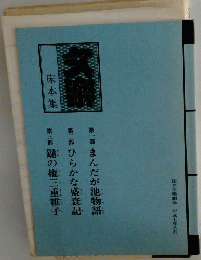 文楽
床本集
第一部 まんだが池物語
第二部 ひらかな盛衰記
第三部 鑓の権三重帷子